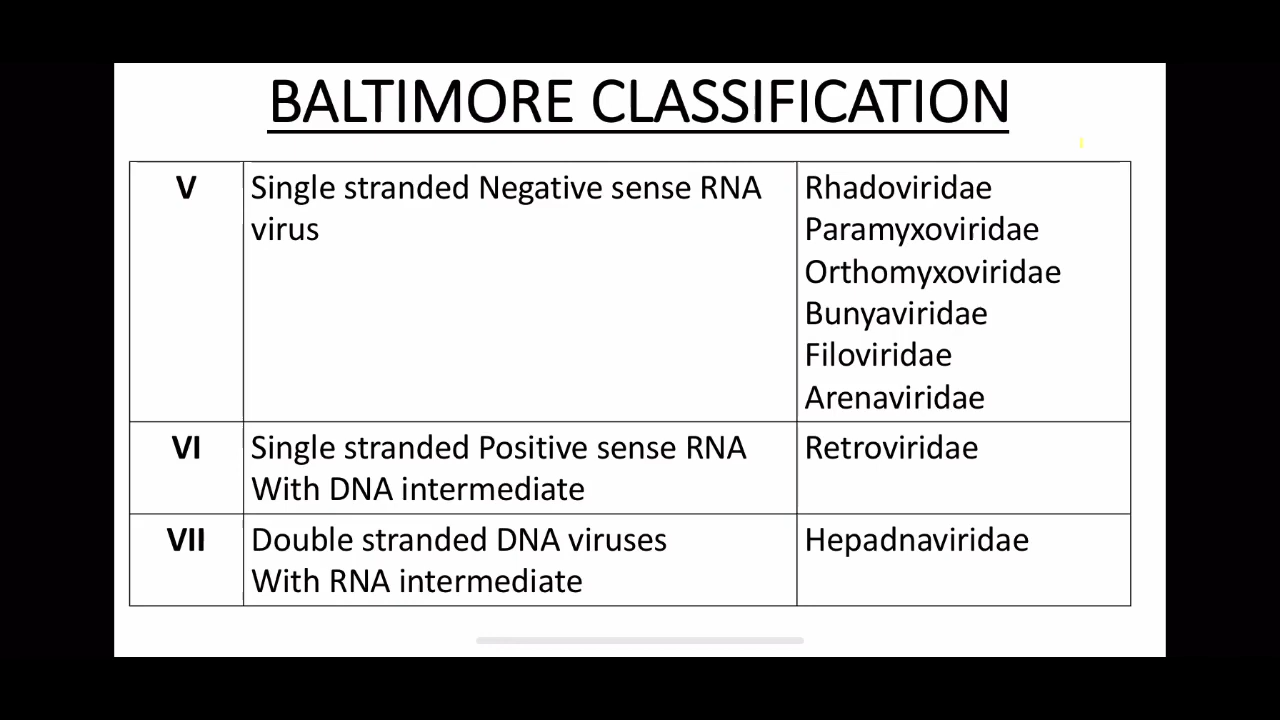 BALTIMORE CLASSIFICATION
V
Single stranded Negative sense RNA
virus
Rhadoviridae
Paramyxoviridae
Orthomyxoviridae
Bunyaviridae
Filoviridae
Arenaviridae
VI
Single stranded Positive sense RNA
With DNA intermediate
Retroviridae
VII
Double stranded DNA viruses
With RNA intermediate
Hepadnaviridae